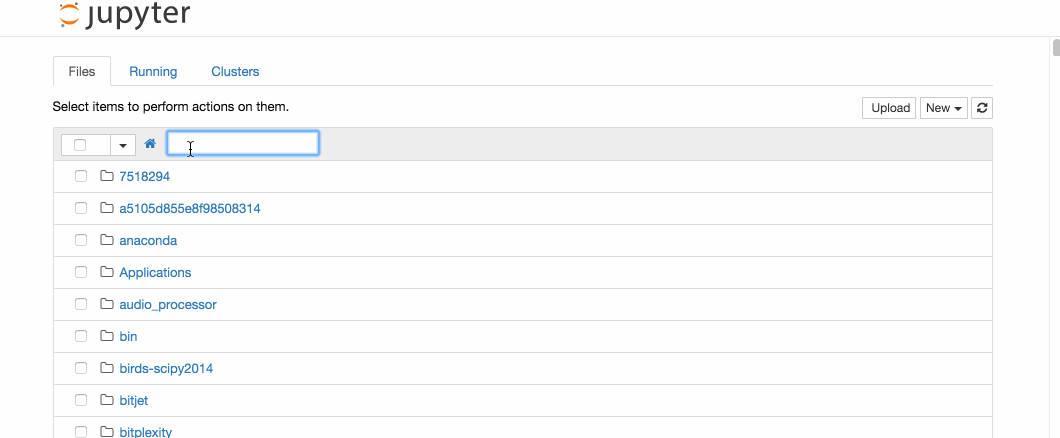 jupyter
Files Running Clusters
Select items to perform actions on them.
Upload New
7518294
a5105d855e8f98508314
anaconda
Applications
audio_processor
bin
birds-scipy2014
bitjet
bitplexity